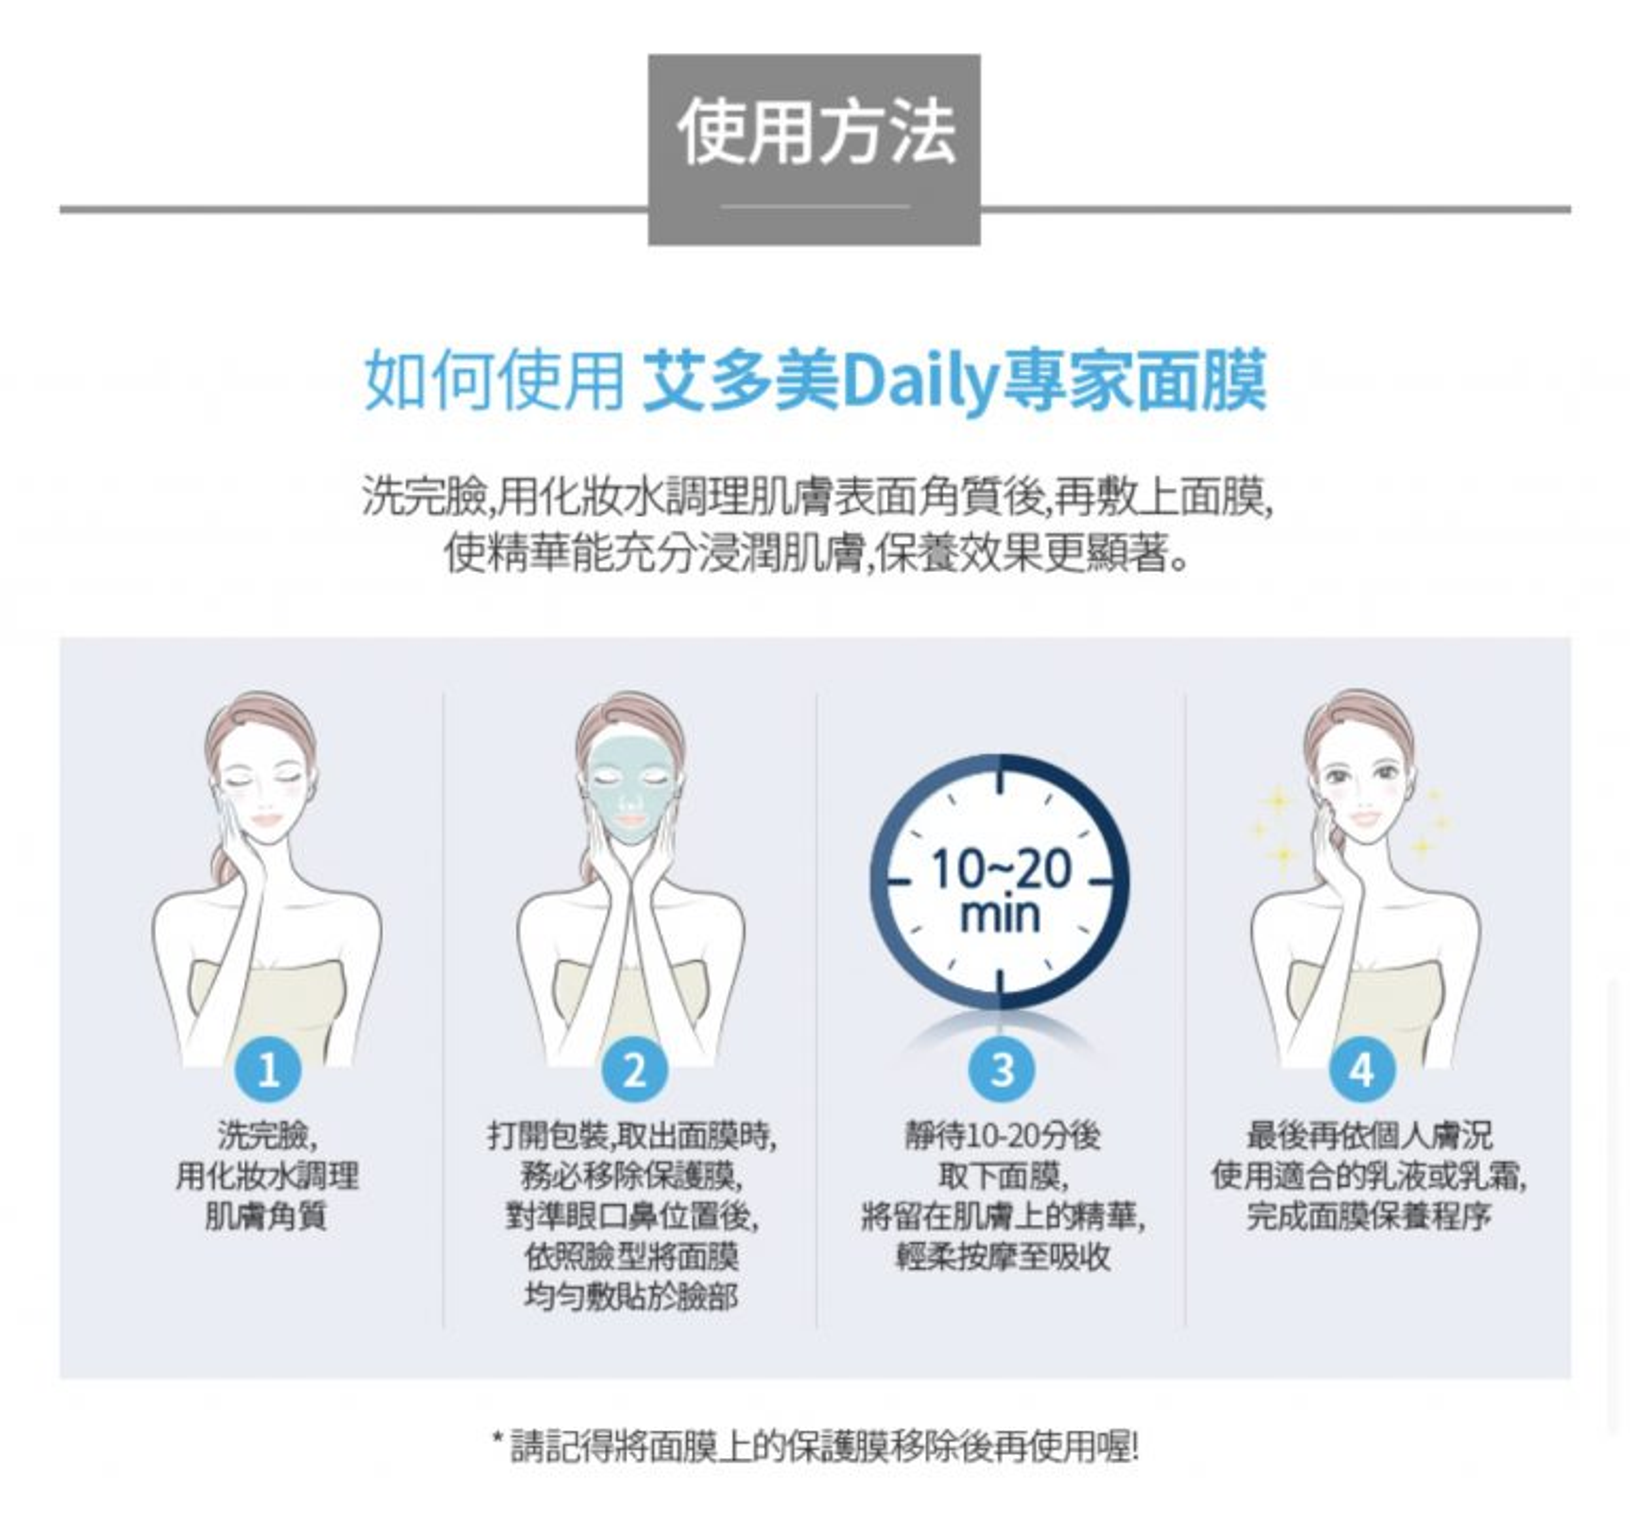 使用方法
如何使用 艾多美Daily專家面膜
洗完臉,用化妝水調理肌膚表面角質後,再敷上面膜,
使精華能充分浸潤肌膚,保養效果更顯著。
10~20
min
1
洗完臉,
用化妝水調理
肌膚角質
2
打開包裝,取出面膜時,
務必移除保護膜,
對準眼口鼻位置後,
依照臉型將面膜
均勻敷貼於臉部
3
靜待10-20分後
取下面膜,
將留在肌膚上的精華,
輕柔按摩至吸收
4
最後再依個人膚況
使用適合的乳液或乳霜,
完成面膜保養程序
* 請記得將面膜上的保護膜移除後再使用喔!